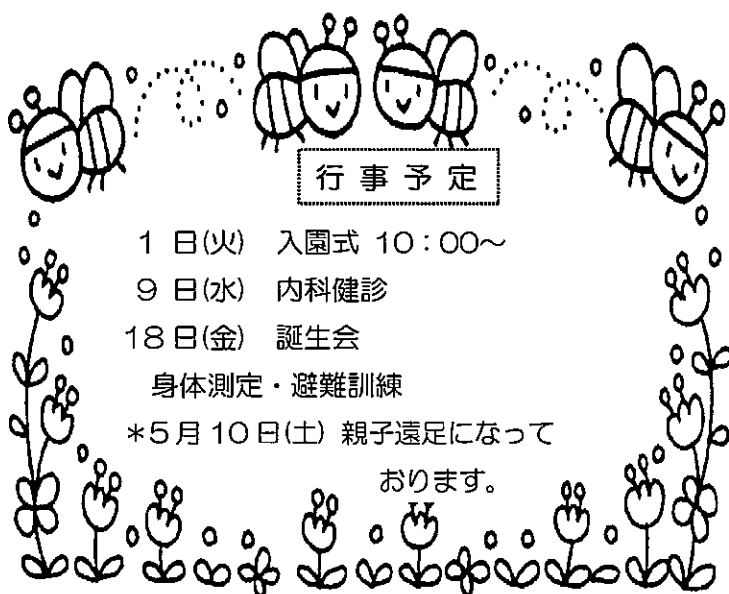 行事予定
1日(火) 入園式 10:00～
9日(水) 内科健診
18日(金) 誕生会
身体測定・避難訓練
*5月10日(土) 親子遠足になって
おります。